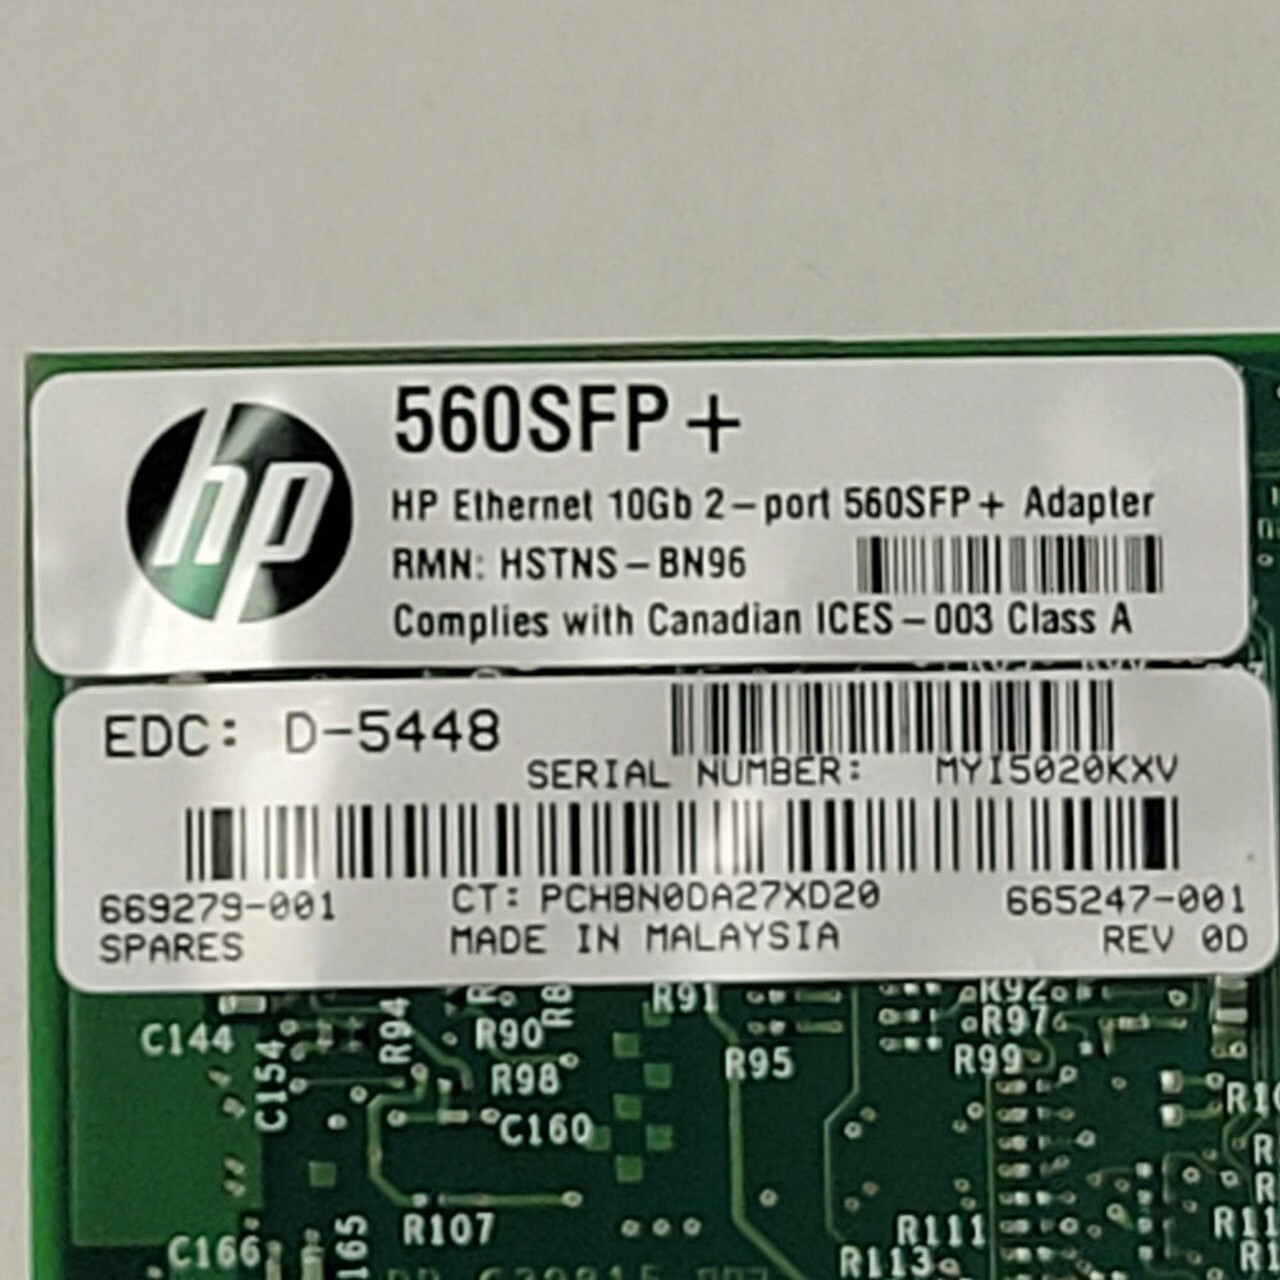 hp
560SFP+
HP Ethernet 10Gb 2-port 560SFP+ Adapter
RMN: HSTNS-BN96
Complies with Canadian ICES-003 Class A
EDC: D-5448
SERIAL NUMBER: MYI5020KXV
669279-001 CT: PCHBN0DA27XD20 665247-001
SPARES MADE IN MALAYSIA REV 0D
R91 R92
C144 R94 R90 R97
C154 R98 R95 R99
C160
R107 R111
C166 R113